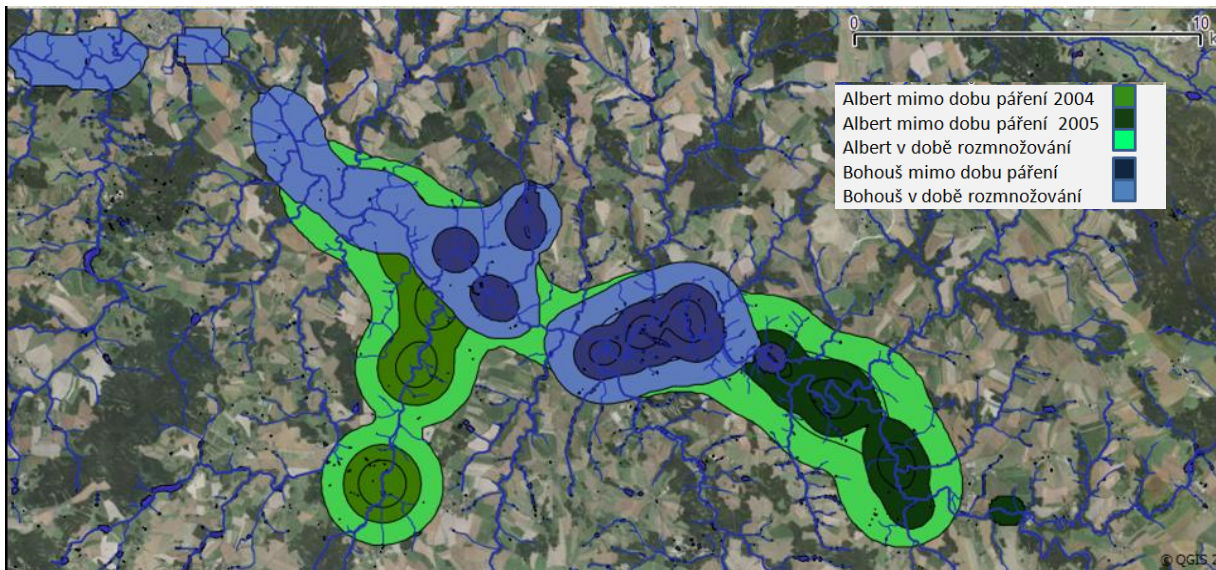 0 10
k
Albert mimo dobu páření 2004
Albert mimo dobu páření  2005
Albert v době rozmnožování
Bohouš mimo dobu páření
Bohouš v době rozmnožování
© QGIS 2